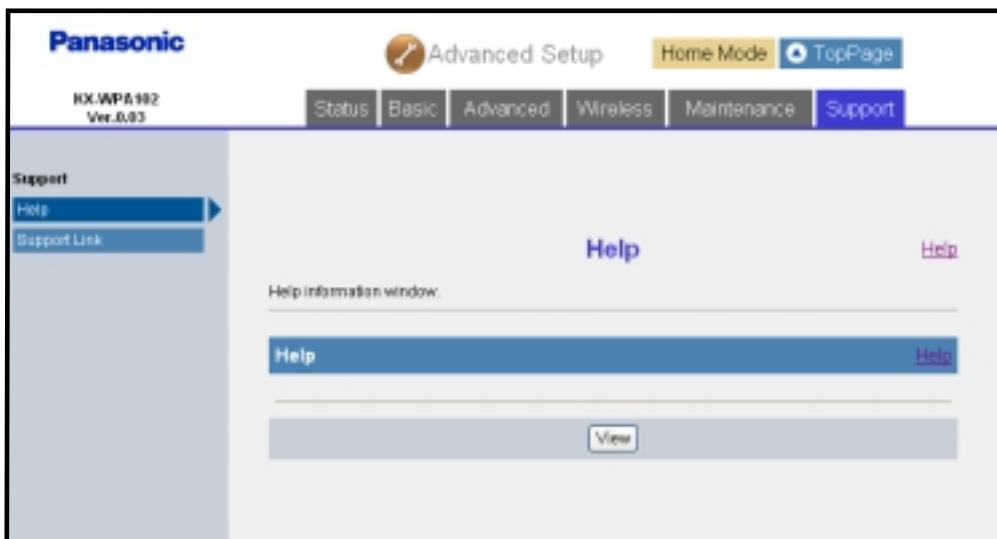 Panasonic
Advanced Setup
Home Mode
TopPage
KX-WPA102
Ver.0.03
Status Basic Advanced Wireless Maintenance Support
Support
Help
Support Link
Help
Help
Help information window.
Help
Help
View